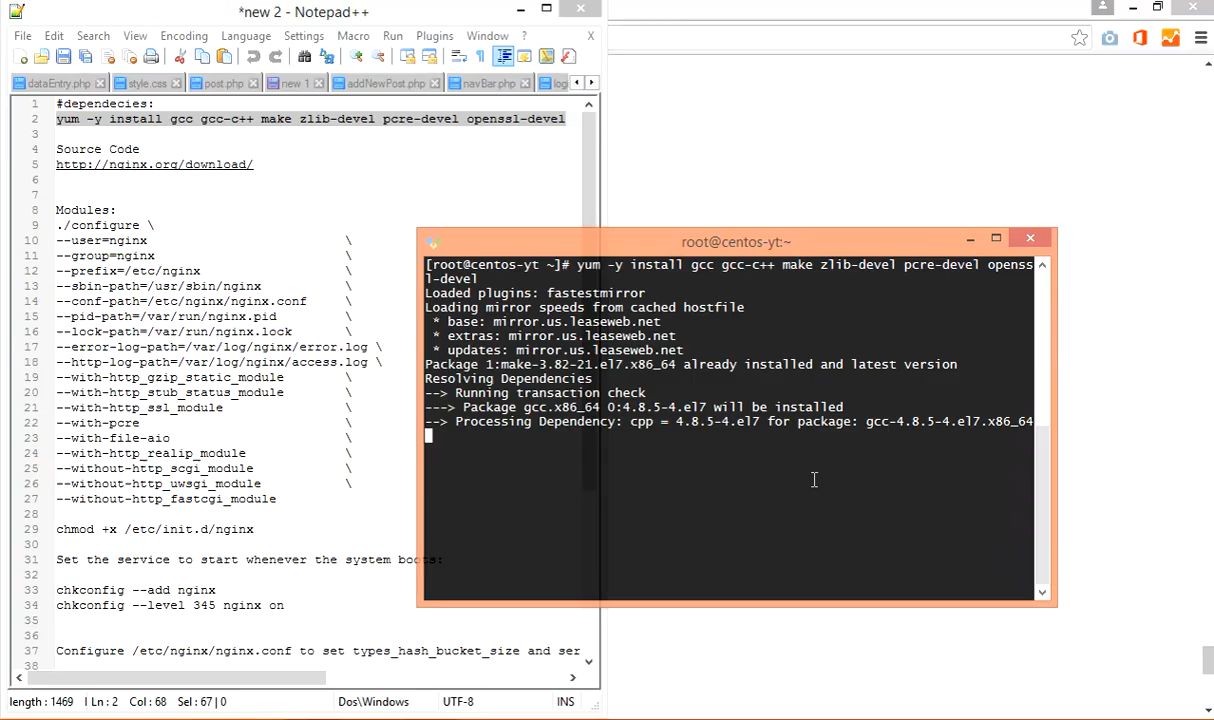 *new 2 - Notepad++
File Edit Search View Encoding Language Settings Macro Run Plugins Window ? X
dataEntry.php style.css post.php new 1 addNewPost.php navBar.php log
1 #dependecies:
2 yum -y install gcc gcc-c++ make zlib-devel pcre-devel openssl-devel
3
4 Source Code
5 http://nginx.org/download/
6
7
8 Modules:
9 ./configure \
10 --user=nginx \
11 --group=nginx \
12 --prefix=/etc/nginx \
13 --sbin-path=/usr/sbin/nginx \
14 --conf-path=/etc/nginx/nginx.conf \
15 --pid-path=/var/run/nginx.pid \
16 --lock-path=/var/run/nginx.lock \
17 --error-log-path=/var/log/nginx/error.log \
18 --http-log-path=/var/log/nginx/access.log \
19 --with-http_gzip_static_module \
20 --with-http_stub_status_module \
21 --with-http_ssl_module \
22 --with-pcre \
23 --with-file-aio \
24 --with-http_realip_module \
25 --without-http_scgi_module \
26 --without-http_uwsgi_module \
27 --without-http_fastcgi_module
28
29 chmod +x /etc/init.d/nginx
30
31 Set the service to start whenever the system boots:
32
33 chkconfig --add nginx
34 chkconfig --level 345 nginx on
35
36
37 Configure /etc/nginx/nginx.conf to set types_hash_bucket_size and ser
38
length : 1469 l Ln : 2 Col : 68 Sel : 67 | 0 Dos\Windows UTF-8 INS
root@centos-yt:~
[root@centos-yt ~]# yum -y install gcc gcc-c++ make zlib-devel pcre-devel openss
l-devel
Loaded plugins: fastestmirror
Loading mirror speeds from cached hostfile
* base: mirror.us.leaseweb.net
* extras: mirror.us.leaseweb.net
* updates: mirror.us.leaseweb.net
Package 1:make-3.82-21.el7.x86_64 already installed and latest version
Resolving Dependencies
--> Running transaction check
---> Package gcc.x86_64 0:4.8.5-4.el7 will be installed
--> Processing Dependency: cpp = 4.8.5-4.el7 for package: gcc-4.8.5-4.el7.x86_64